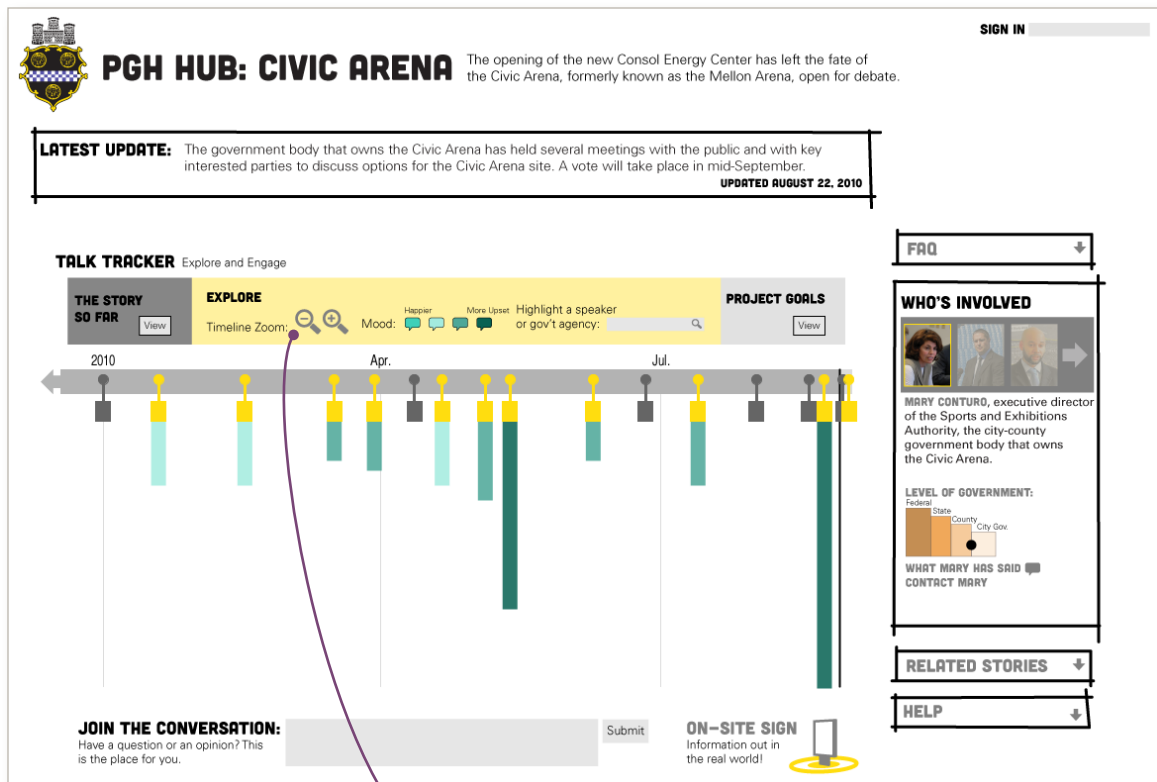 SIGN IN
PGH HUB: CIVIC ARENA
The opening of the new Consol Energy Center has left the fate of
the Civic Arena, formerly known as the Mellon Arena, open for debate.
LATEST UPDATE:
The government body that owns the Civic Arena has held several meetings with the public and with key
interested parties to discuss options for the Civic Arena site. A vote will take place in mid-September.
UPDATED AUGUST 22, 2010
TALK TRACKER Explore and Engage
THE STORY
SO FAR
View
EXPLORE
Timeline Zoom:
Mood:
Happier
More Upset
Highlight a speaker
or gov't agency:
PROJECT GOALS
View
2010
Apr.
Jul.
FAQ
WHO'S INVOLVED
MARY CONTURO, executive director
of the Sports and Exhibitions
Authority, the city-county
government body that owns
the Civic Arena.
LEVEL OF GOVERNMENT:
Federal
State
County
City Gov.
WHAT MARY HAS SAID
CONTACT MARY
RELATED STORIES
HELP
JOIN THE CONVERSATION:
Have a question or an opinion? This
is the place for you.
Submit
ON-SITE SIGN
Information out in
the real world!